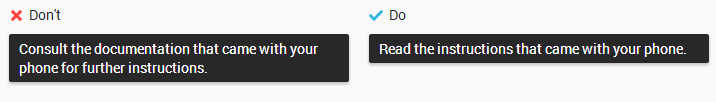 Don't
Consult the documentation that came with your
phone for further instructions.
Do
Read the instructions that came with your phone.